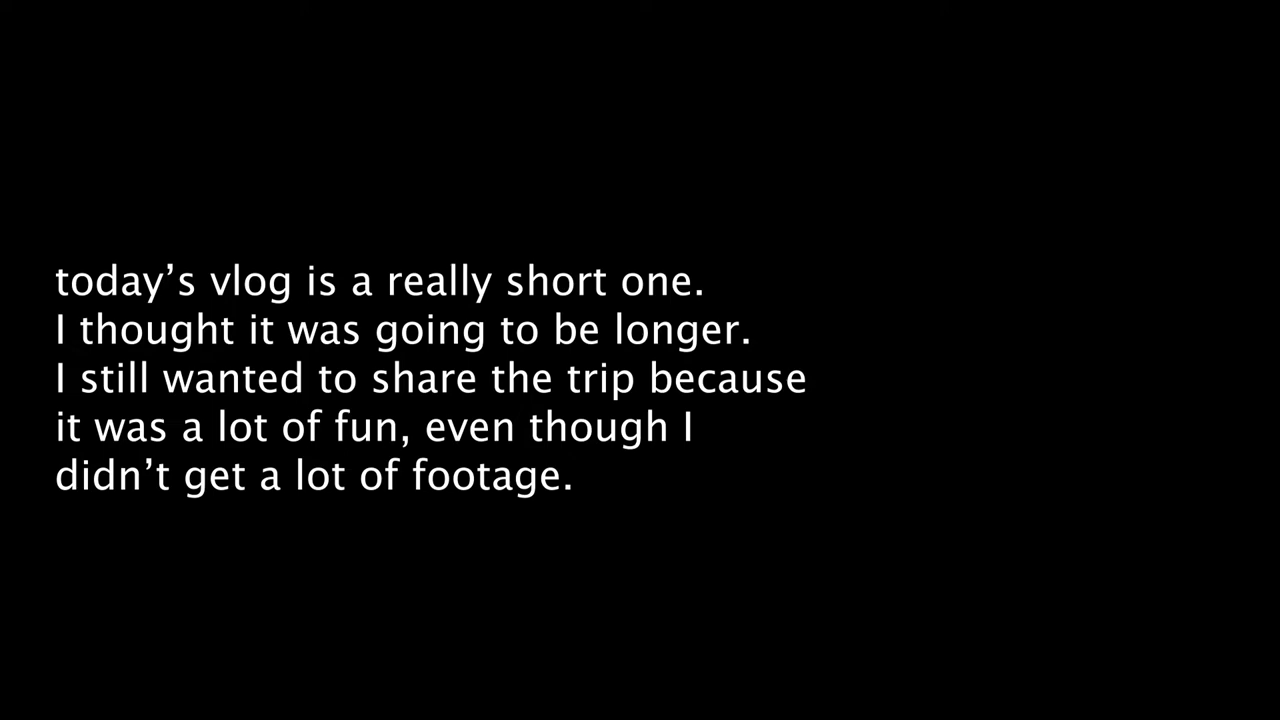 today’s vlog is a really short one.
I thought it was going to be longer.
I still wanted to share the trip because
it was a lot of fun, even though I
didn’t get a lot of footage.